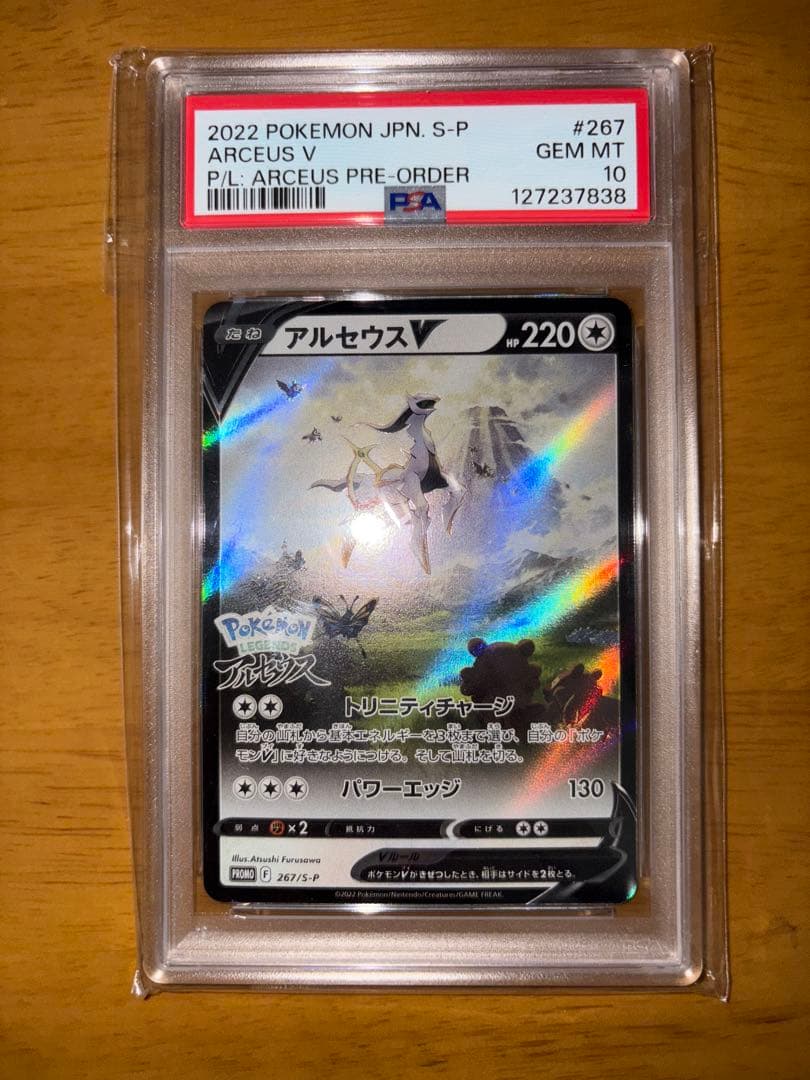 2022 POKEMON JPN. S-P #267
ARCEUS V GEM MT
P/L: ARCEUS PRE-ORDER 10
PSA 127237838
たね アルセウスV HP 220
Pokémon
LEGENDS
アルセウス
トリニティチャージ
自分の山札から基本エネルギーを3枚まで選び、自分の「ポケ
モンV」に好きなようにつける。そして山札を切る。
パワーエッジ 130
弱点 ×2 抵抗力 にげる
Illus. Atsushi Furusawa
Vルール
PROMO F 267/S-P
ポケモンVがきぜつしたとき、相手はサイドを2枚とる。
©2022 Pokémon/Nintendo/Creatures/GAME FREAK.